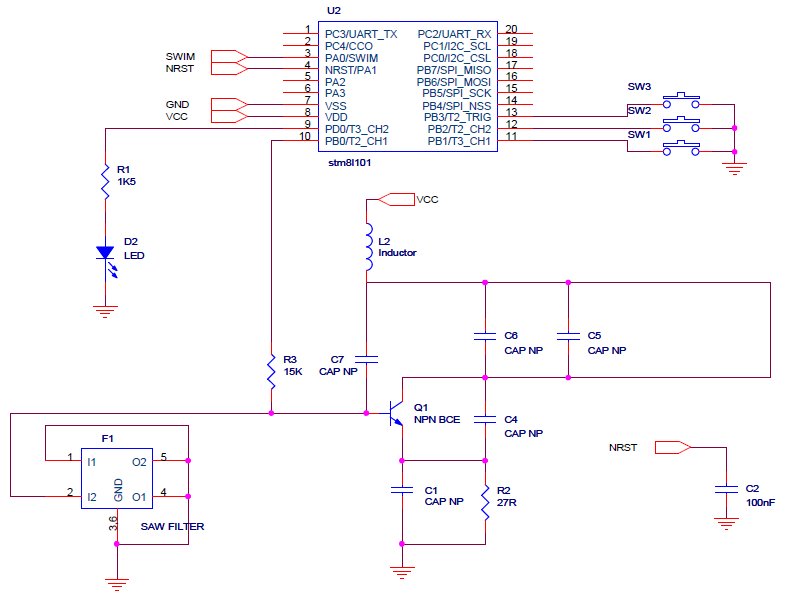 U2
1 PC3/UART_TX PC2/UART_RX 20
2 PC4/CCO PC1/I2C_SCL 19
SWIM 3 PA0/SWIM PC0/I2C_CSL 18
NRST 4 NRST/PA1 PB7/SPI_MISO 17
5 PA2 PB6/SPI_MOSI 16
6 PA3 PB5/SPI_SCK 15
GND 7 VSS PB4/SPI_NSS 14
VCC 8 VDD PB3/T2_TRIG 13
9 PD0/T3_CH2 PB2/T2_CH2 12
10 PB0/T2_CH1 PB1/T3_CH1 11
stm8l101
SW3
SW2
SW1
R1
1K5
D2
LED
VCC
L2
Inductor
R3
15K
C7
CAP NP
C6
CAP NP
C5
CAP NP
Q1
NPN BCE
C4
CAP NP
C1
CAP NP
R2
27R
NRST
C2
100nF
F1
1 I1 O2 5
2 I2 O1 4
GND
3,6
SAW FILTER